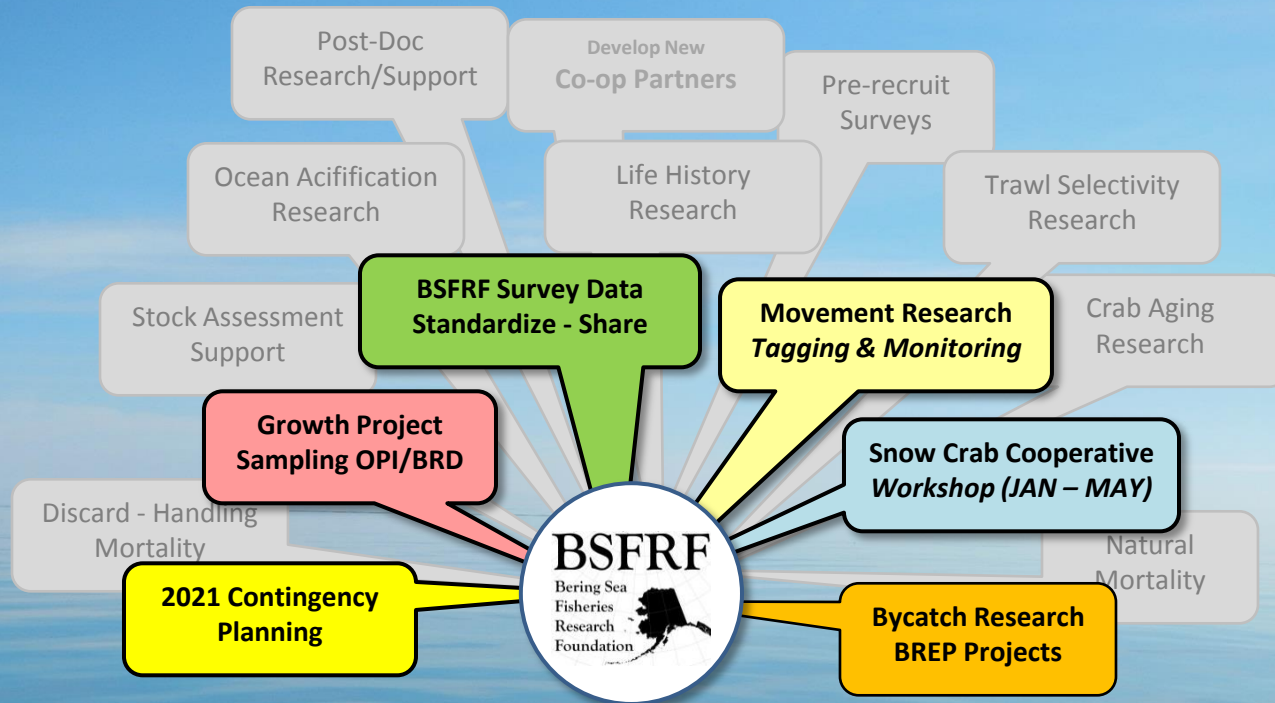 Post-Doc
Research/Support
Develop New
Co-op Partners
Pre-recruit
Surveys
Ocean Acifification
Research
Life History
Research
Trawl Selectivity
Research
BSFRF Survey Data
Standardize - Share
Movement Research
Tagging & Monitoring
Stock Assessment
Support
Crab Aging
Research
Growth Project
Sampling OPI/BRD
Snow Crab Cooperative
Workshop (JAN – MAY)
Discard - Handling
Mortality
Natural
Mortality
2021 Contingency
Planning
BSFRF
Bering Sea
Fisheries
Research
Foundation
Bycatch Research
BREP Projects